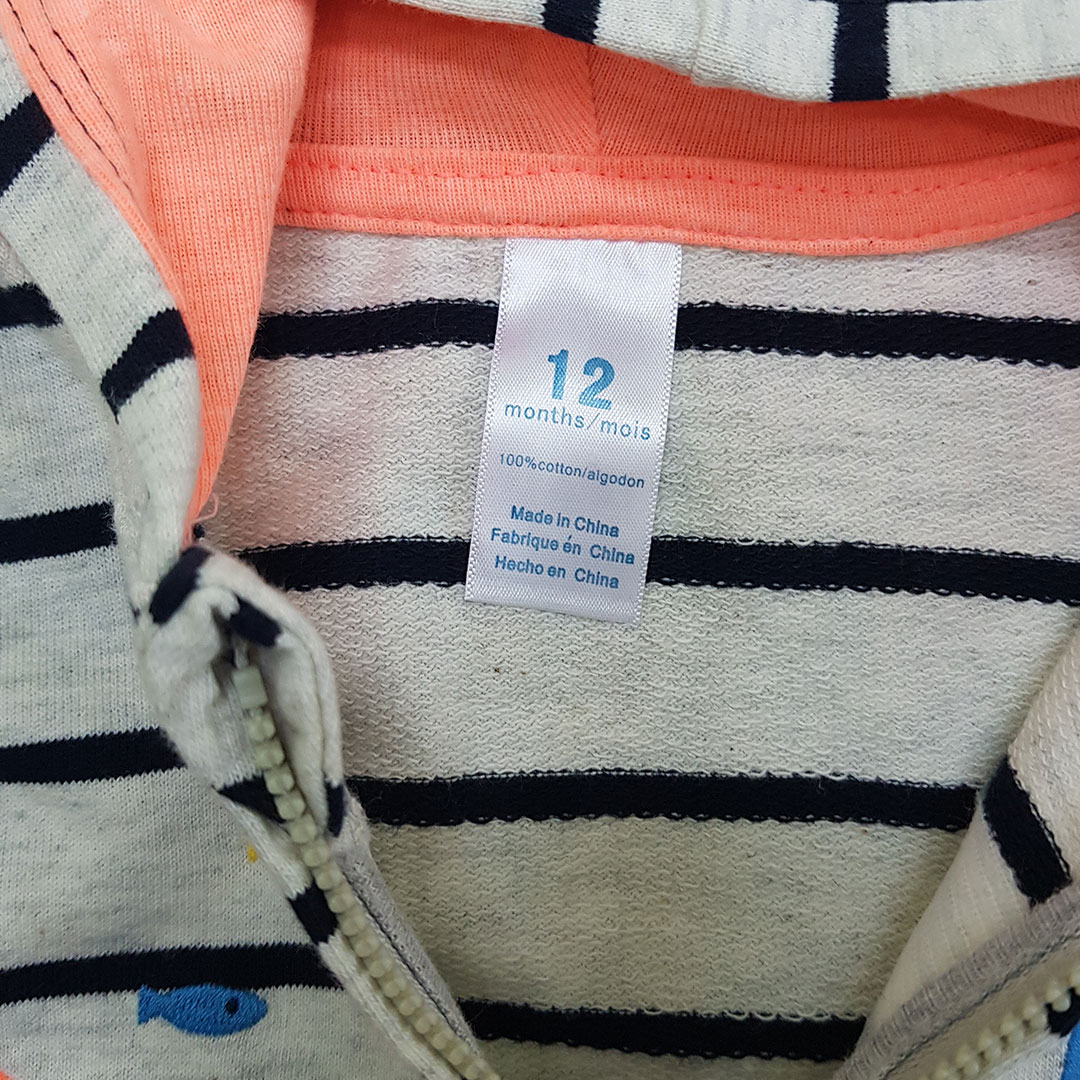 12
months/mois
100%cotton/algodon
Made in China
Fabrique én China
Hecho en China